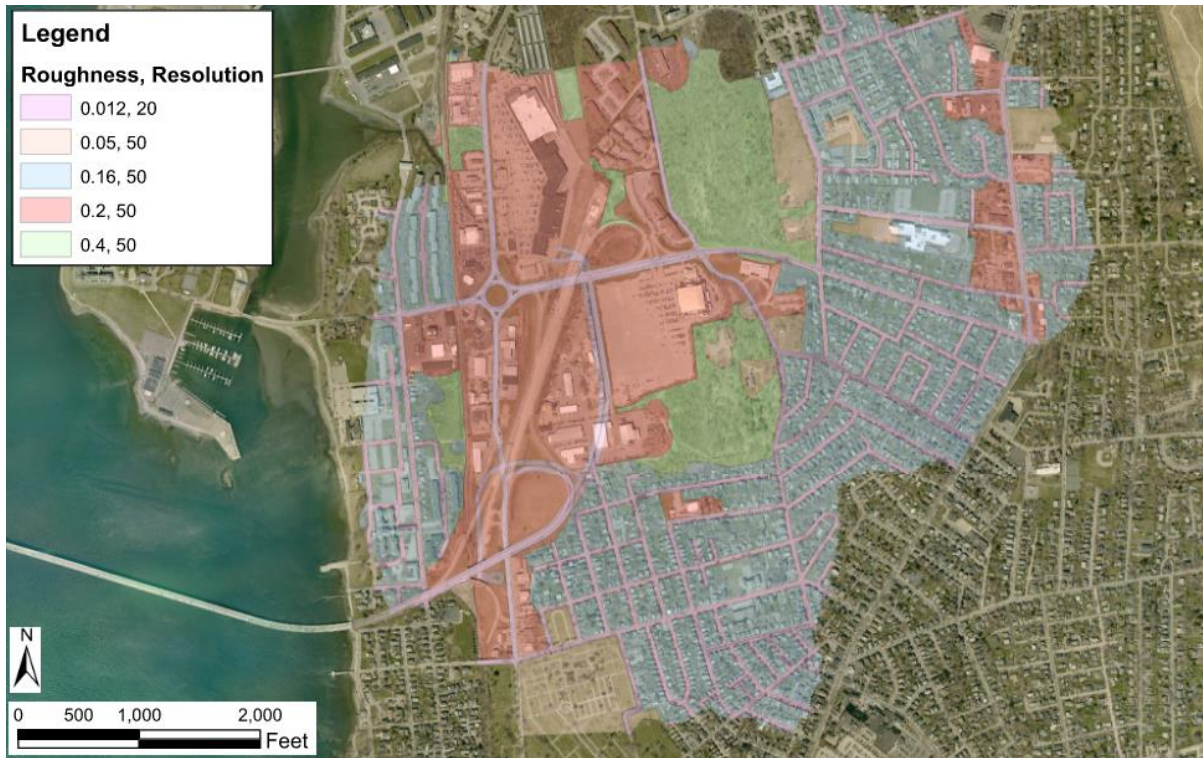 Legend
Roughness, Resolution
0.012, 20
0.05, 50
0.16, 50
0.2, 50
0.4, 50
N
0 500 1,000 2,000
Feet